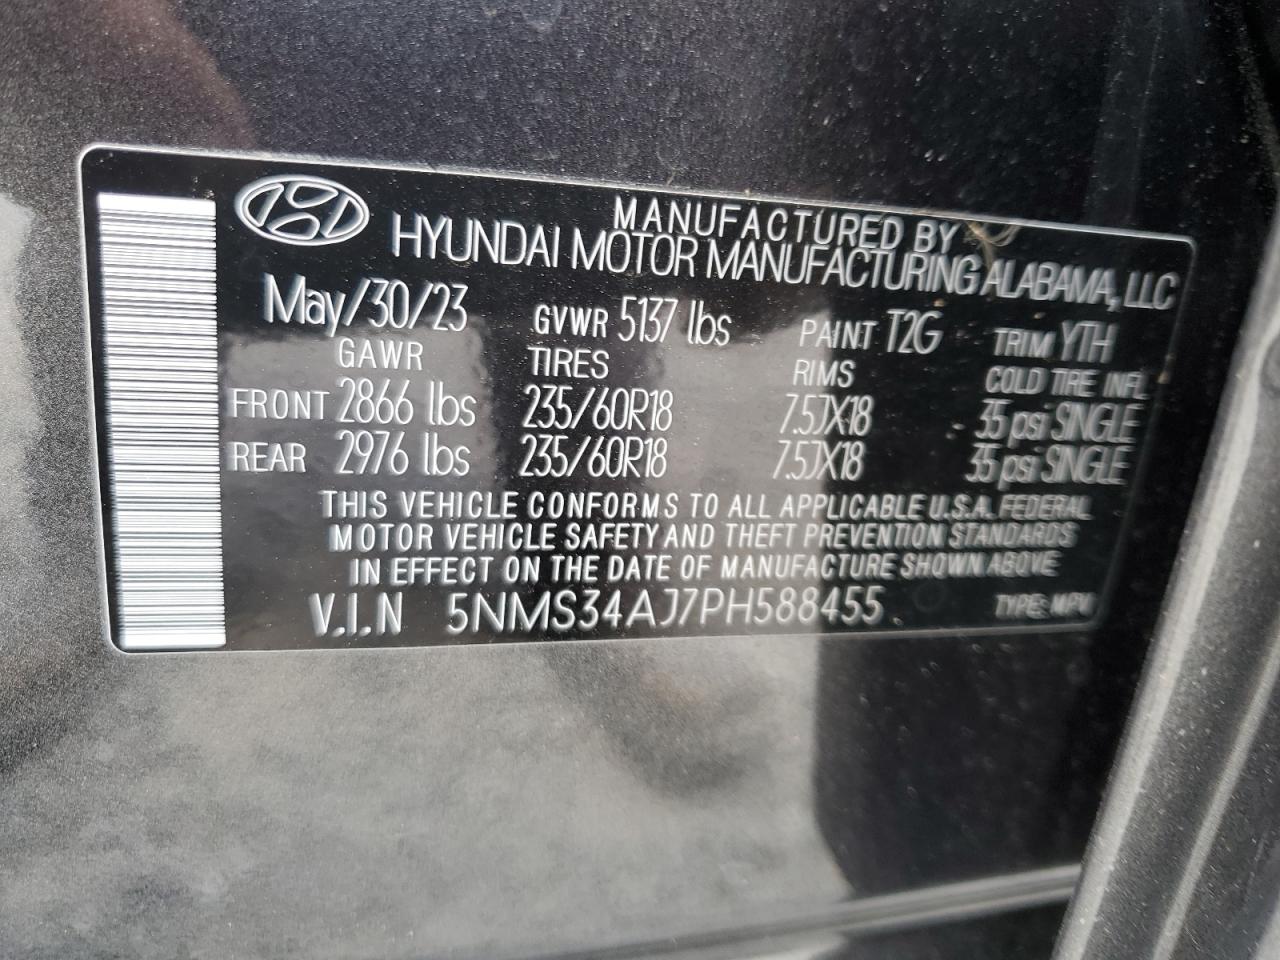 MANUFACTURED BY
HYUNDAI MOTOR MANUFACTURING ALABAMA, LLC
May/30/23 GVWR 5137 lbs PAINT T2G TRIM YTH
GAWR TIRES RIMS COLD TIRE INFL
FRONT 2866 lbs 235/60R18 7.5JX18 35 psi SINGLE
REAR 2976 lbs 235/60R18 7.5JX18 35 psi SINGLE
THIS VEHICLE CONFORMS TO ALL APPLICABLE U.S.A. FEDERAL
MOTOR VEHICLE SAFETY AND THEFT PREVENTION STANDARDS
IN EFFECT ON THE DATE OF MANUFACTURE SHOWN ABOVE
V.I.N 5NMS34AJ7PH588455 TYPE: MPV